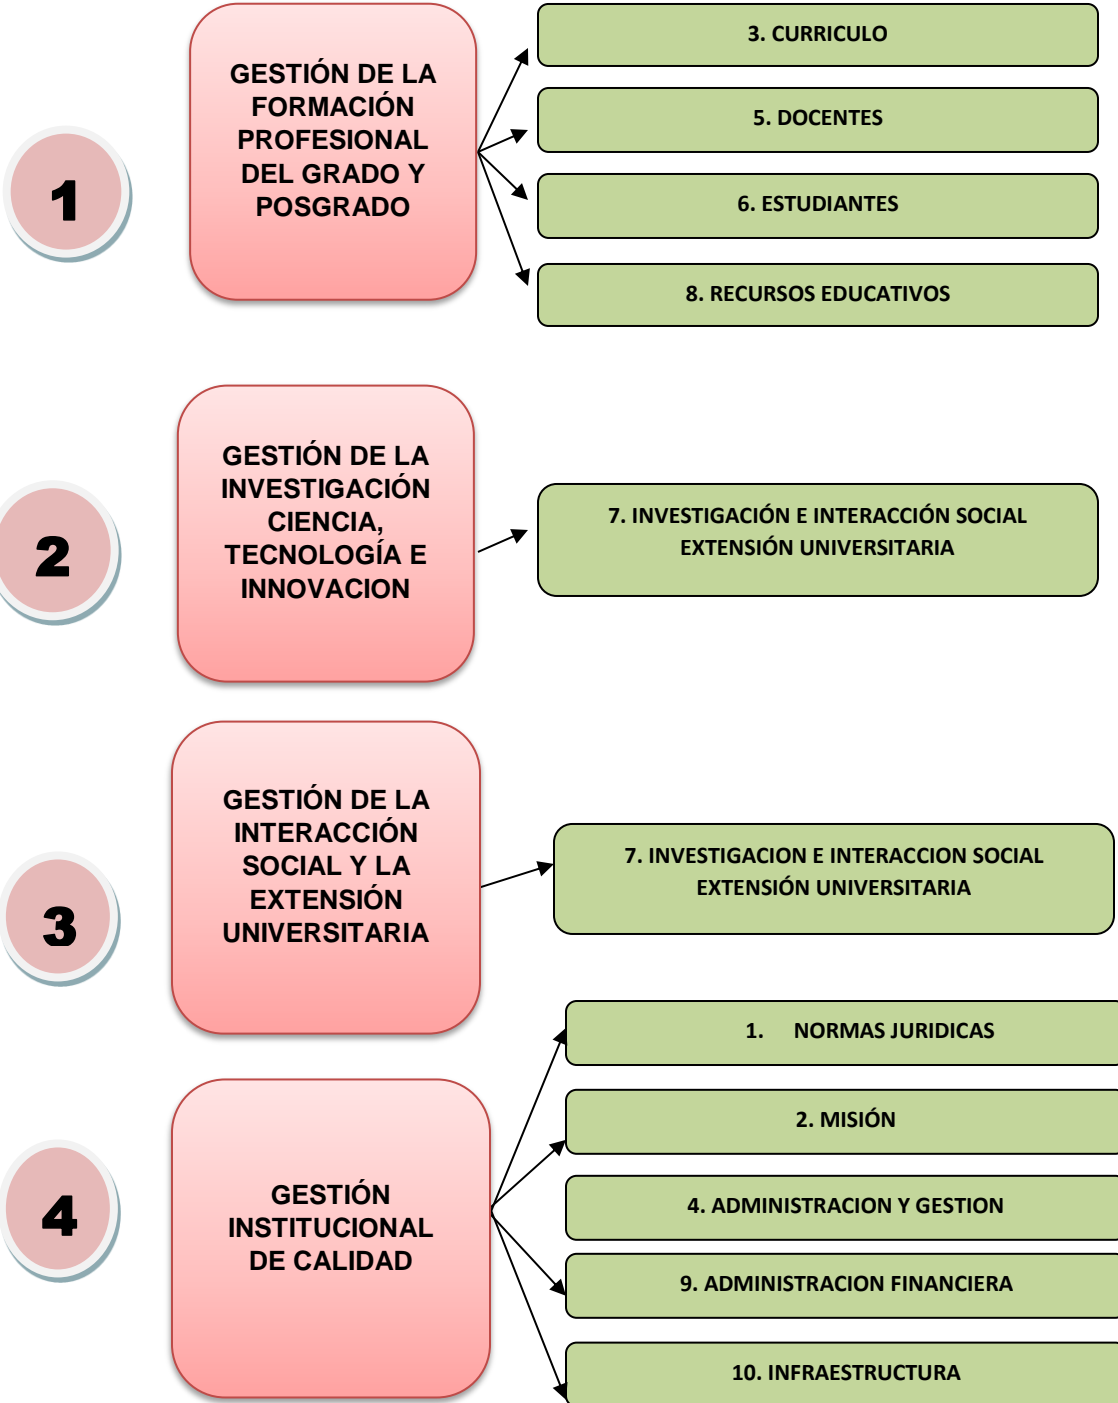 1
GESTIÓN DE LA
FORMACIÓN
PROFESIONAL
DEL GRADO Y
POSGRADO
3. CURRICULO
5. DOCENTES
6. ESTUDIANTES
8. RECURSOS EDUCATIVOS
2
GESTIÓN DE LA
INVESTIGACIÓN
CIENCIA,
TECNOLOGÍA E
INNOVACION
7. INVESTIGACIÓN E INTERACCIÓN SOCIAL
EXTENSIÓN UNIVERSITARIA
3
GESTIÓN DE LA
INTERACCIÓN
SOCIAL Y LA
EXTENSIÓN
UNIVERSITARIA
7. INVESTIGACION E INTERACCION SOCIAL
EXTENSIÓN UNIVERSITARIA
4
GESTIÓN
INSTITUCIONAL
DE CALIDAD
1. NORMAS JURIDICAS
2. MISIÓN
4. ADMINISTRACION Y GESTION
9. ADMINISTRACION FINANCIERA
10. INFRAESTRUCTURA